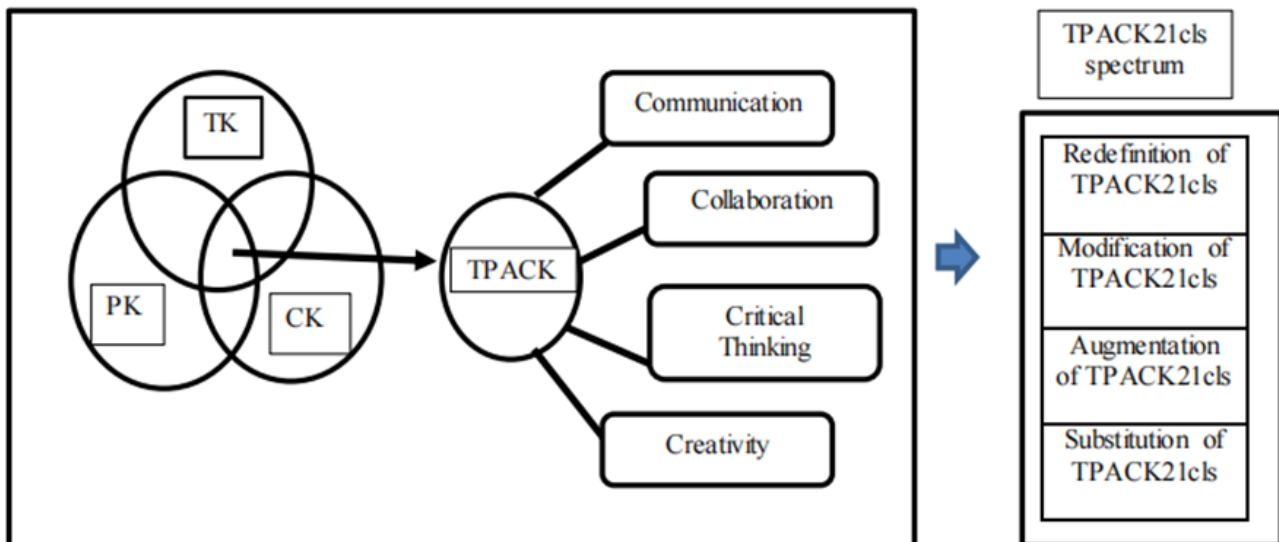 TK
PK
CK
TPACK
Communication
Collaboration
Critical
Thinking
Creativity
TPACK21cls
spectrum
Redefinition of
TPACK21cls
Modification of
TPACK21cls
Augmentation
of TPACK21cls
Substitution of
TPACK21cls